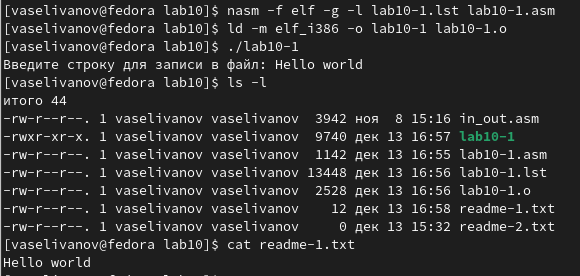 [vaselivanov@fedora lab10]$ nasm -f elf -g -l lab10-1.lst lab10-1.asm
[vaselivanov@fedora lab10]$ ld -m elf_i386 -o lab10-1 lab10-1.o
[vaselivanov@fedora lab10]$ ./lab10-1
Введите строку для записи в файл: Hello world
[vaselivanov@fedora lab10]$ ls -l
итого 44
-rw-r--r--. 1 vaselivanov vaselivanov  3942 ноя  8 15:16 in_out.asm
-rwxr-xr-x. 1 vaselivanov vaselivanov  9740 дек 13 16:57 lab10-1
-rw-r--r--. 1 vaselivanov vaselivanov  1142 дек 13 16:55 lab10-1.asm
-rw-r--r--. 1 vaselivanov vaselivanov 13448 дек 13 16:56 lab10-1.lst
-rw-r--r--. 1 vaselivanov vaselivanov  2528 дек 13 16:56 lab10-1.o
-rw-r--r--. 1 vaselivanov vaselivanov    12 дек 13 16:58 readme-1.txt
-rw-r--r--. 1 vaselivanov vaselivanov     0 дек 13 15:32 readme-2.txt
[vaselivanov@fedora lab10]$ cat readme-1.txt
Hello world